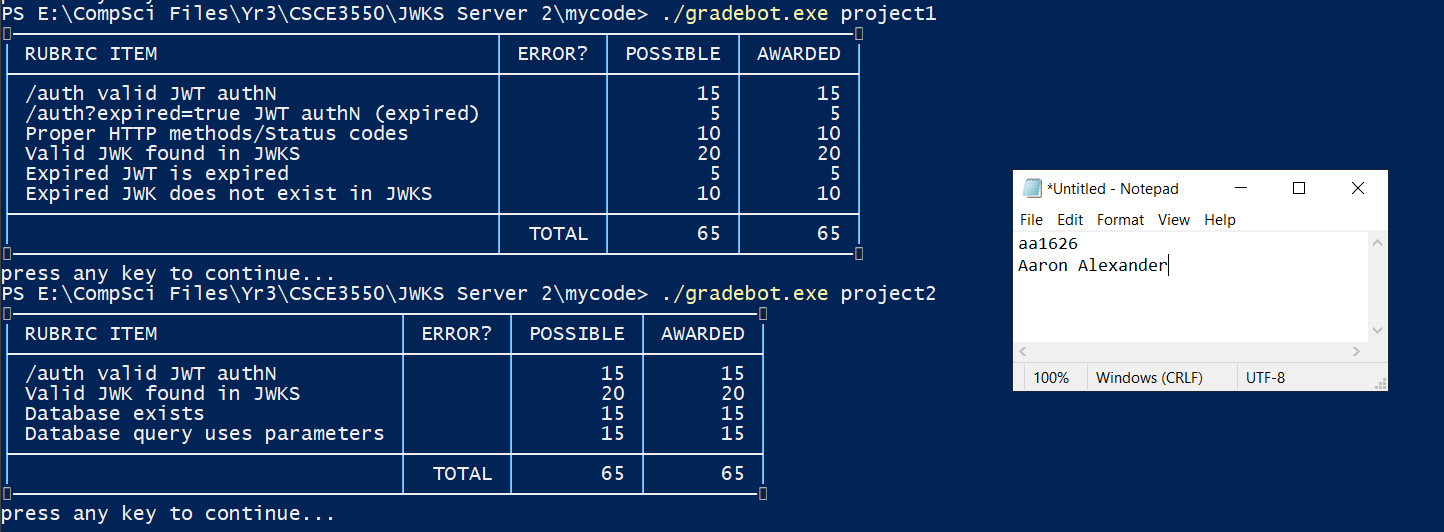 PS E:\CompSci Files\Yr3\CSCE3550\JWKS Server 2\mycode> ./gradebot.exe project1
RUBRIC ITEM ERROR? POSSIBLE AWARDED
/auth valid JWT authN 15 15
/auth?expired=true JWT authN (expired) 5 5
Proper HTTP methods/Status codes 10 10
Valid JWK found in JWKS 20 20
Expired JWT is expired 5 5
Expired JWK does not exist in JWKS 10 10
TOTAL 65 65
press any key to continue...
PS E:\CompSci Files\Yr3\CSCE3550\JWKS Server 2\mycode> ./gradebot.exe project2
RUBRIC ITEM ERROR? POSSIBLE AWARDED
/auth valid JWT authN 15 15
Valid JWK found in JWKS 20 20
Database exists 15 15
Database query uses parameters 15 15
TOTAL 65 65
press any key to continue...
*Untitled - Notepad
File Edit Format View Help
aa1626
Aaron Alexander
100% Windows (CRLF) UTF-8